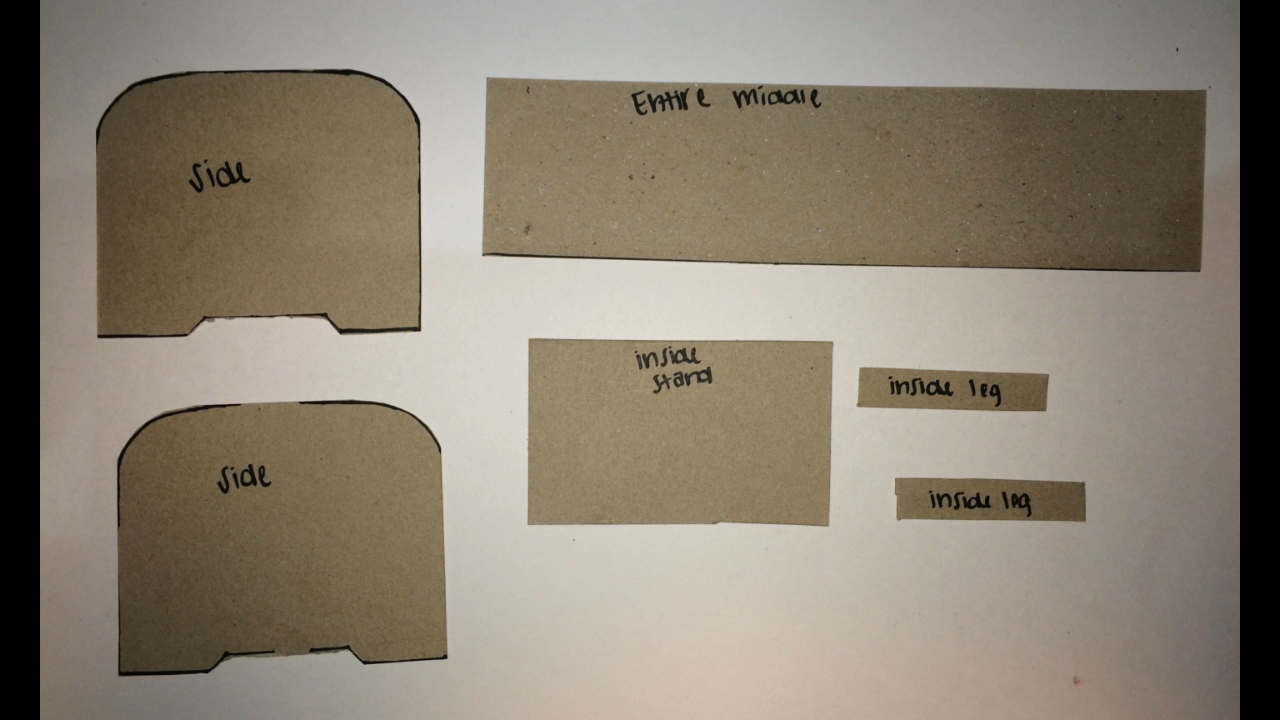 Side
Entire middle
inside
stand
inside leg
Side
inside leg